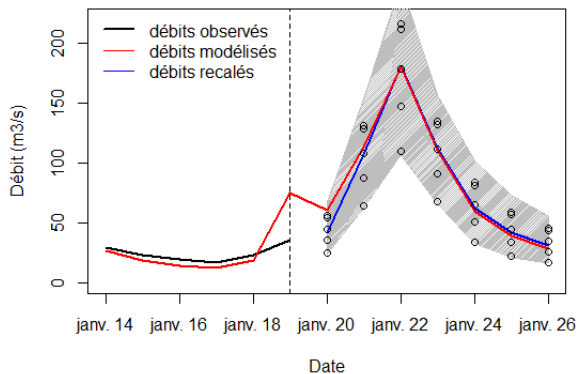 débits observés
débits modélisés
débits recalés
Débit (m3/s)
200
150
100
50
0
janv. 14 janv. 16 janv. 18 janv. 20 janv. 22 janv. 24 janv. 26
Date